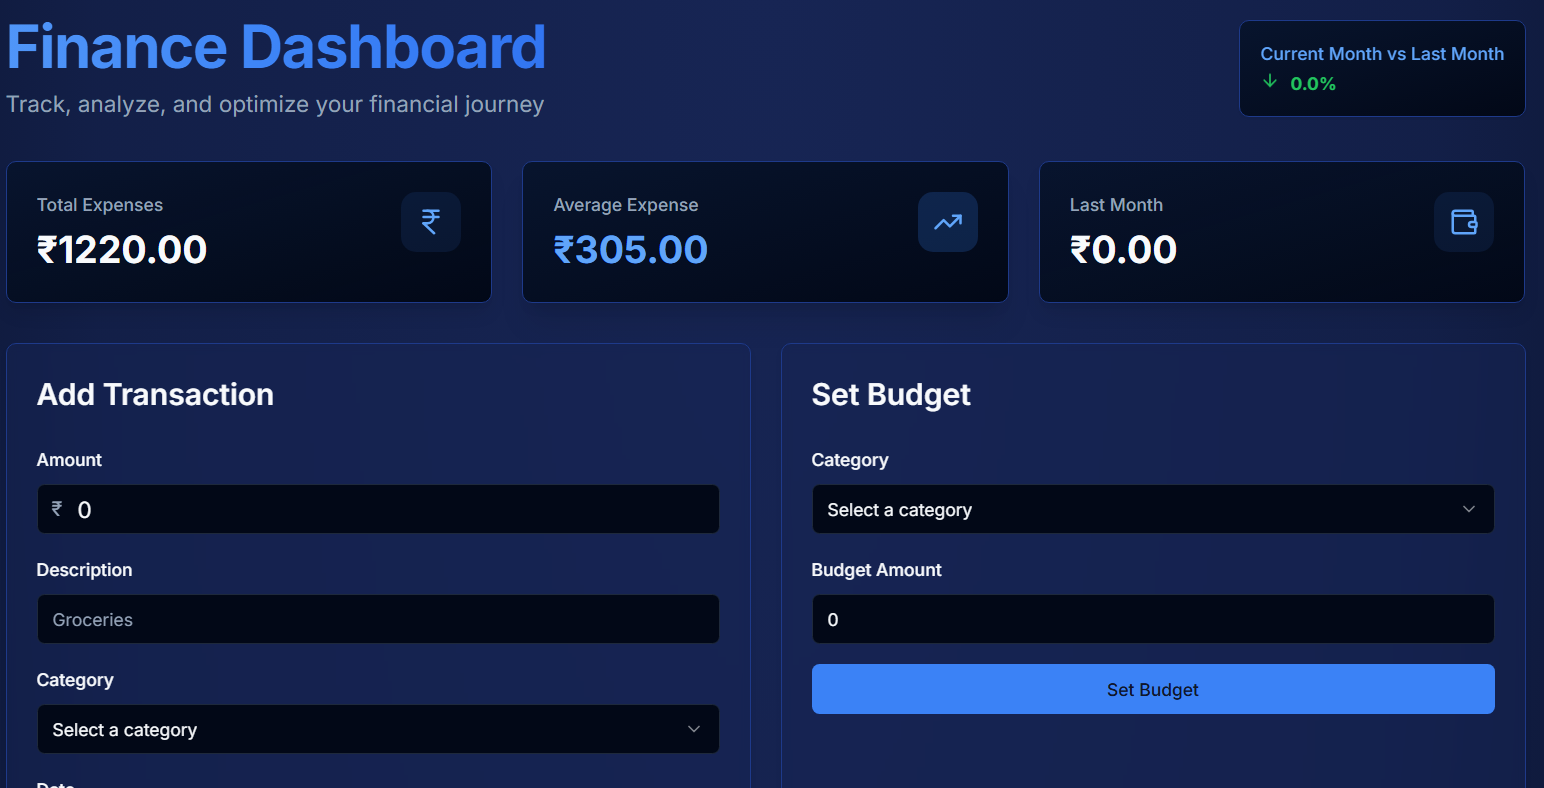 Finance Dashboard
Track, analyze, and optimize your financial journey
Current Month vs Last Month
↓ 0.0%
Total Expenses
₹1220.00
₹
Average Expense
₹305.00
Last Month
₹0.00
Add Transaction
Amount
₹ 0
Description
Groceries
Category
Select a category
Date
Set Budget
Category
Select a category
Budget Amount
0
Set Budget